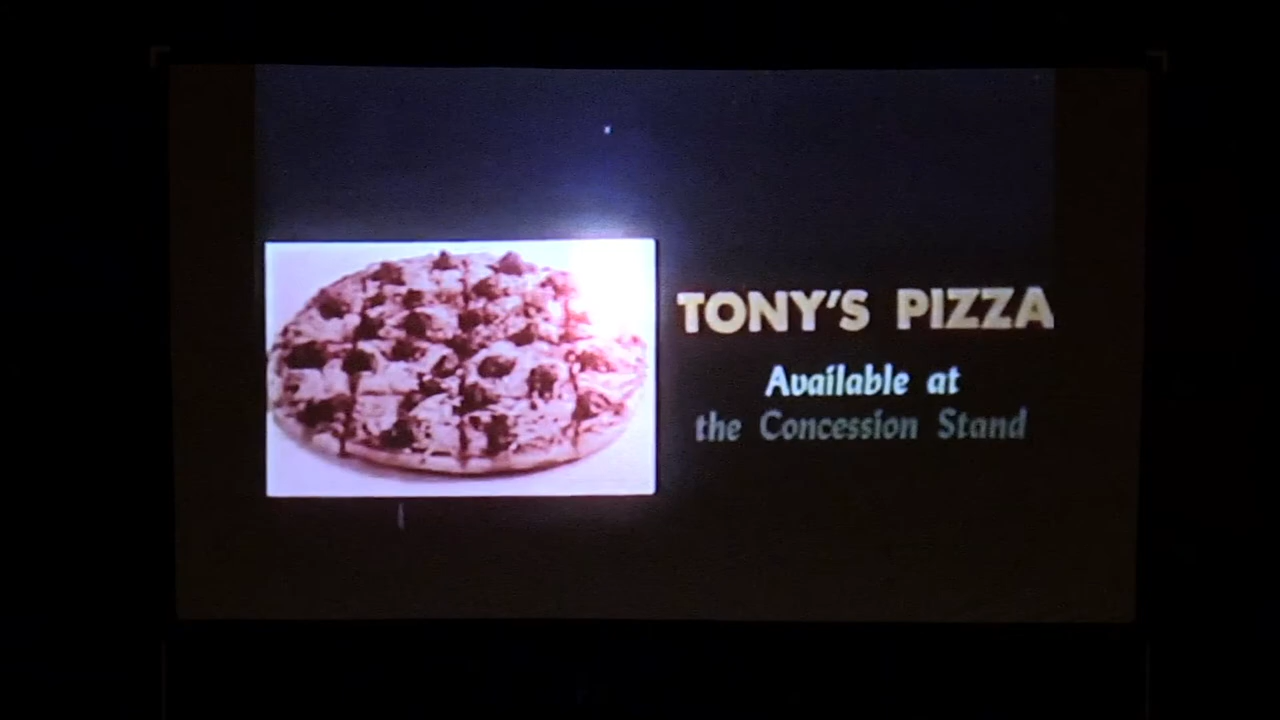 TONY'S PIZZA
Available at
the Concession Stand